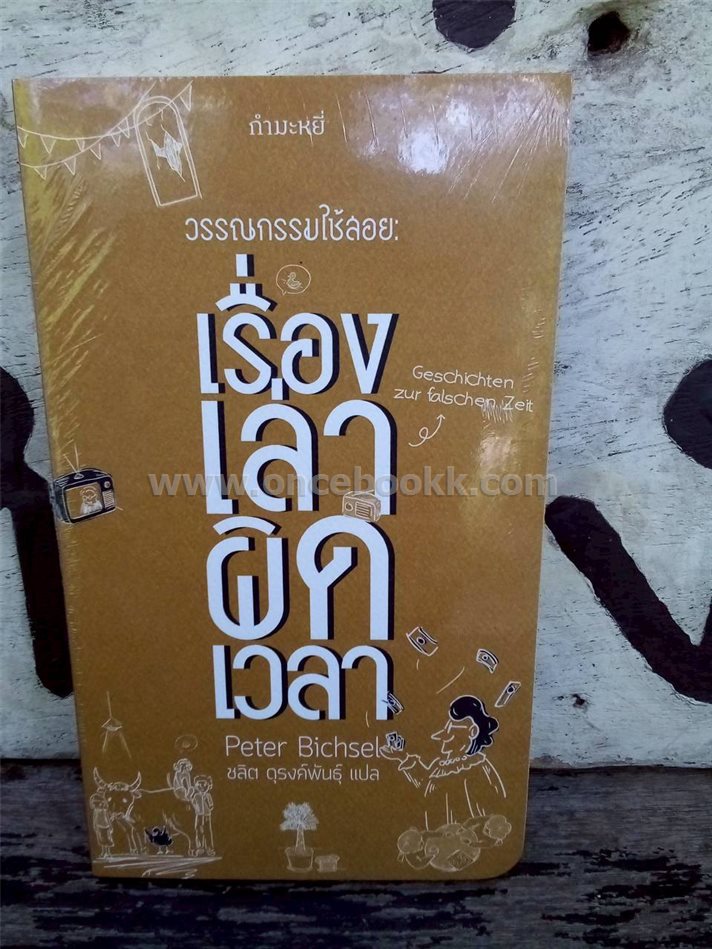 กำมะหยี่
วรรณกรรมใช้สอย:
เรื่อง
เล่า
ผิด
เวลา
Geschichten
zur falschen Zeit
www.oncebookk.com
Peter Bichsel
ชลิต ดุรงค์พันธุ์ แปล